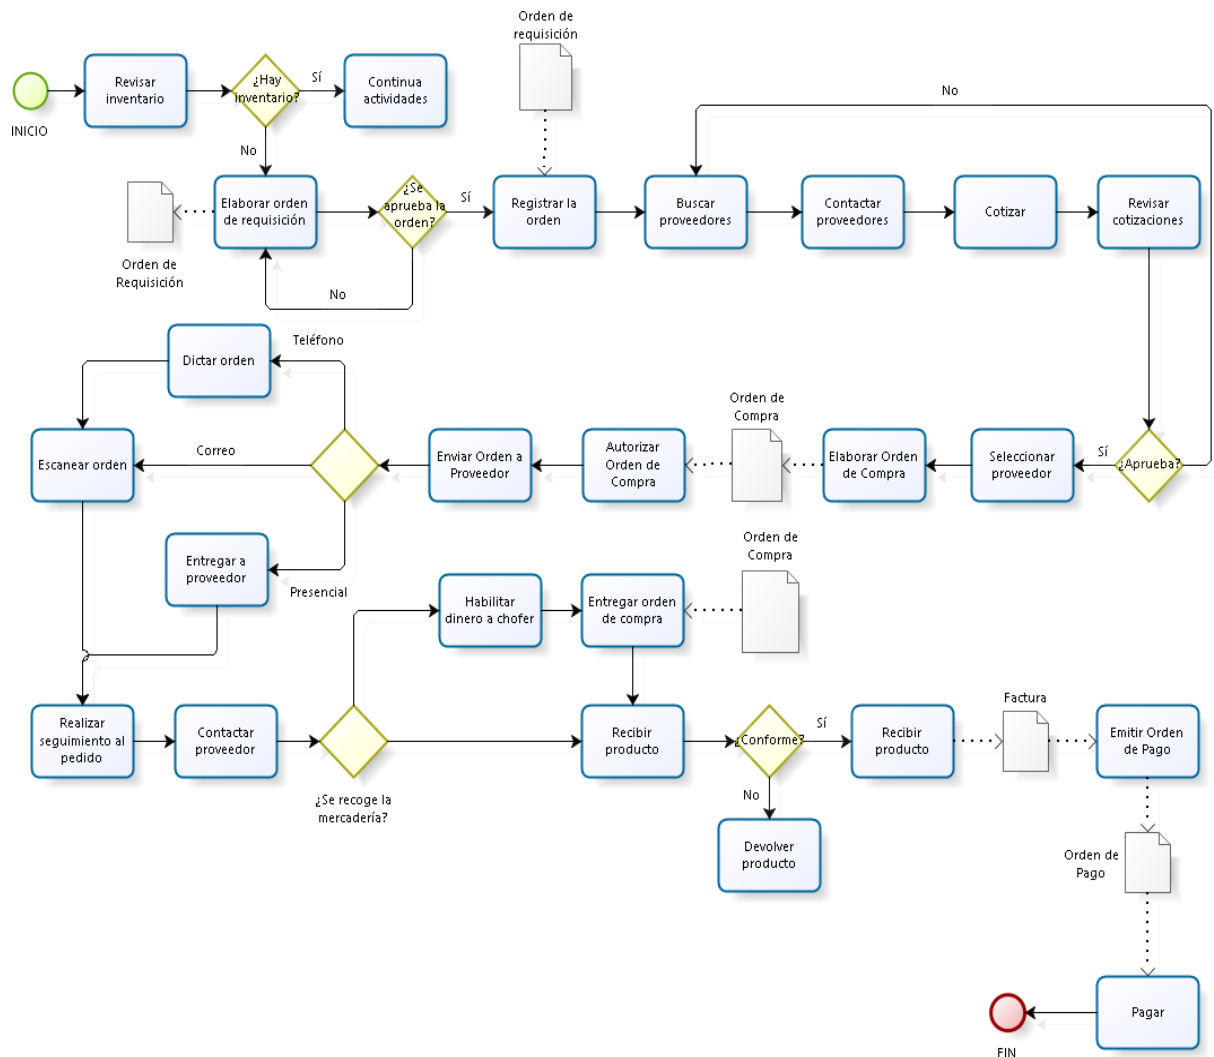 Orden de
requisición
Revisar
inventario
¿Hay
inventario?
Sí
Continua
actividades
INICIO
No
No
Elaborar orden
de requisición
¿Se
aprueba la
orden?
Sí
Registrar la
orden
Buscar
proveedores
Contactar
proveedores
Cotizar
Revisar
cotizaciones
Orden de
Requisición
No
Teléfono
Dictar orden
Escanear orden
Correo
Enviar Orden a
Proveedor
Autorizar
Orden de
Compra
Orden de
Compra
Elaborar Orden
de Compra
Seleccionar
proveedor
Sí
¿Aprueba?
Entregar a
proveedor
Presencial
Habilitar
dinero a chofer
Entregar orden
de compra
Orden de
Compra
Realizar
seguimiento al
pedido
Contactar
proveedor
¿Se recoge la
mercadería?
Recibir
producto
¿Conforme?
Sí
Recibir
producto
Factura
Emitir Orden
de Pago
No
Devolver
producto
Orden de
Pago
Pagar
FIN